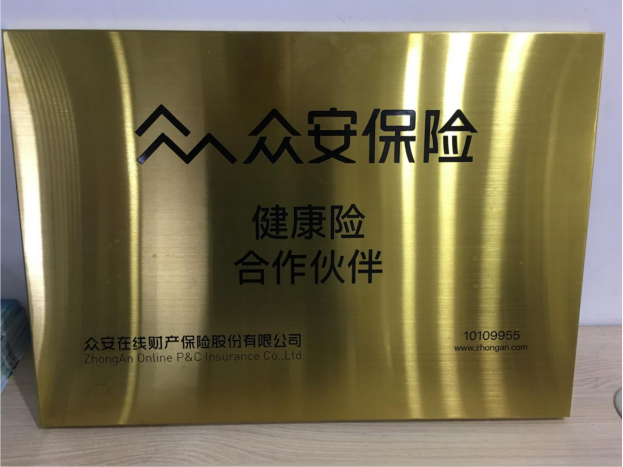 众安保险
健康险
合作伙伴
众安在线财产保险股份有限公司
ZhongAn Online P&C Insurance Co.,Ltd.
10109955
www.zhongan.com